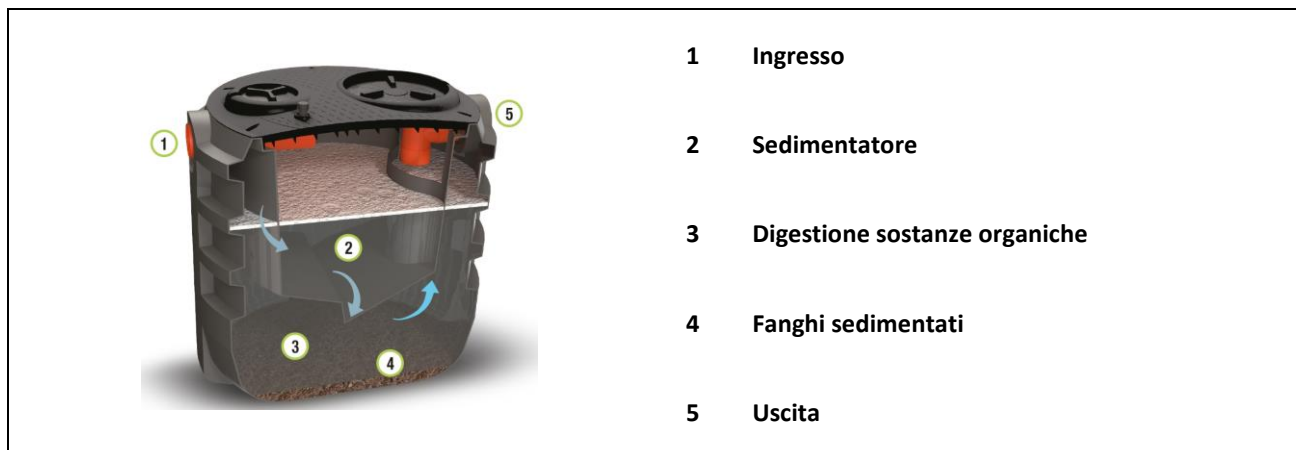 1 Ingresso
2 Sedimentatore
3 Digestione sostanze organiche
4 Fanghi sedimentati
5 Uscita
1
5
2
3
4